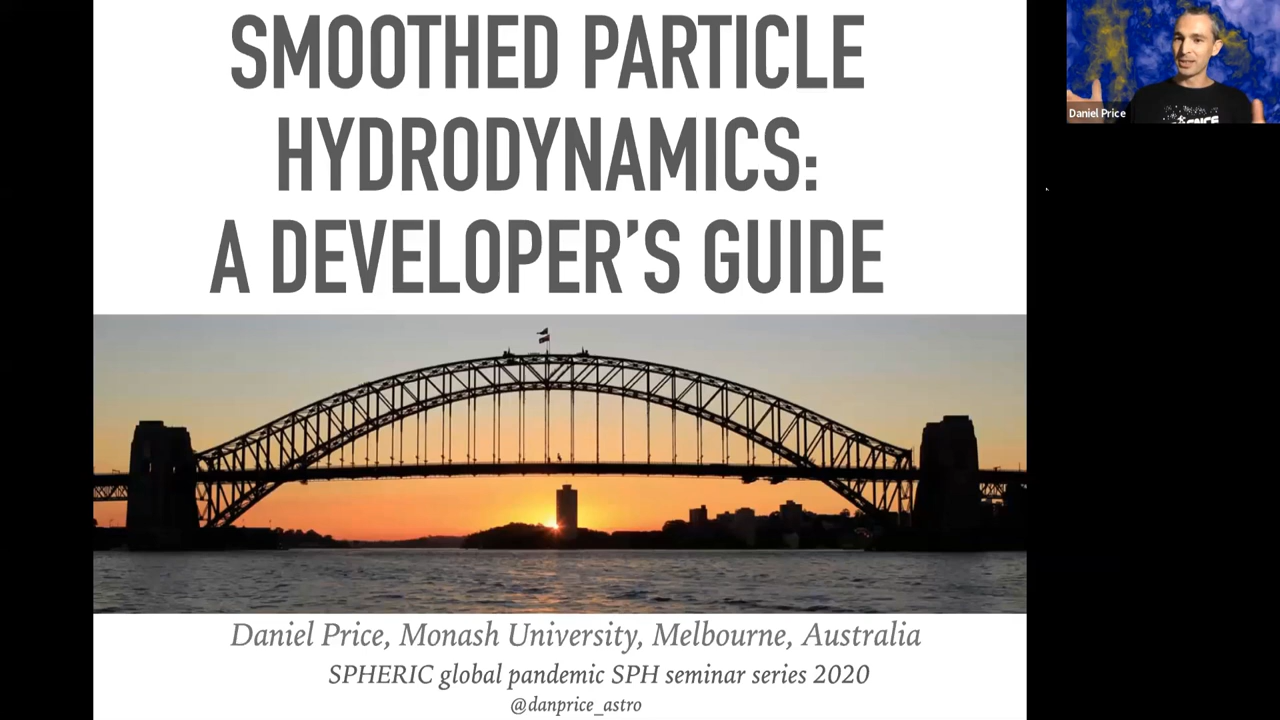 SMOOTHED PARTICLE
HYDRODYNAMICS:
A DEVELOPER'S GUIDE
Daniel Price, Monash University, Melbourne, Australia
SPHERIC global pandemic SPH seminar series 2020
@danprice_astro
Daniel Price